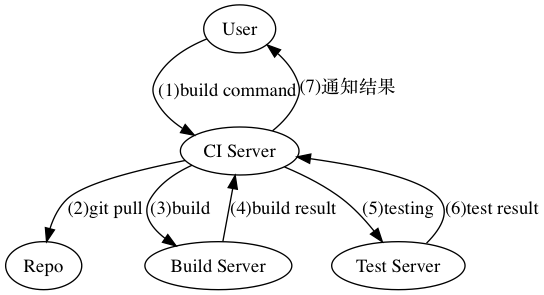 User
(1)build command
(7)通知结果
CI Server
(2)git pull
(3)build
(4)build result
(5)testing
(6)test result
Repo
Build Server
Test Server